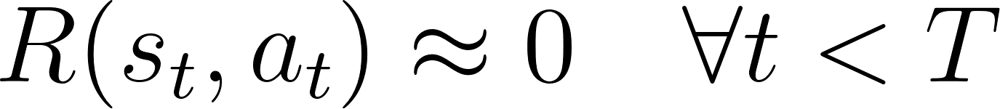 R(s_t, a_t) ≈ 0 ∀t < T